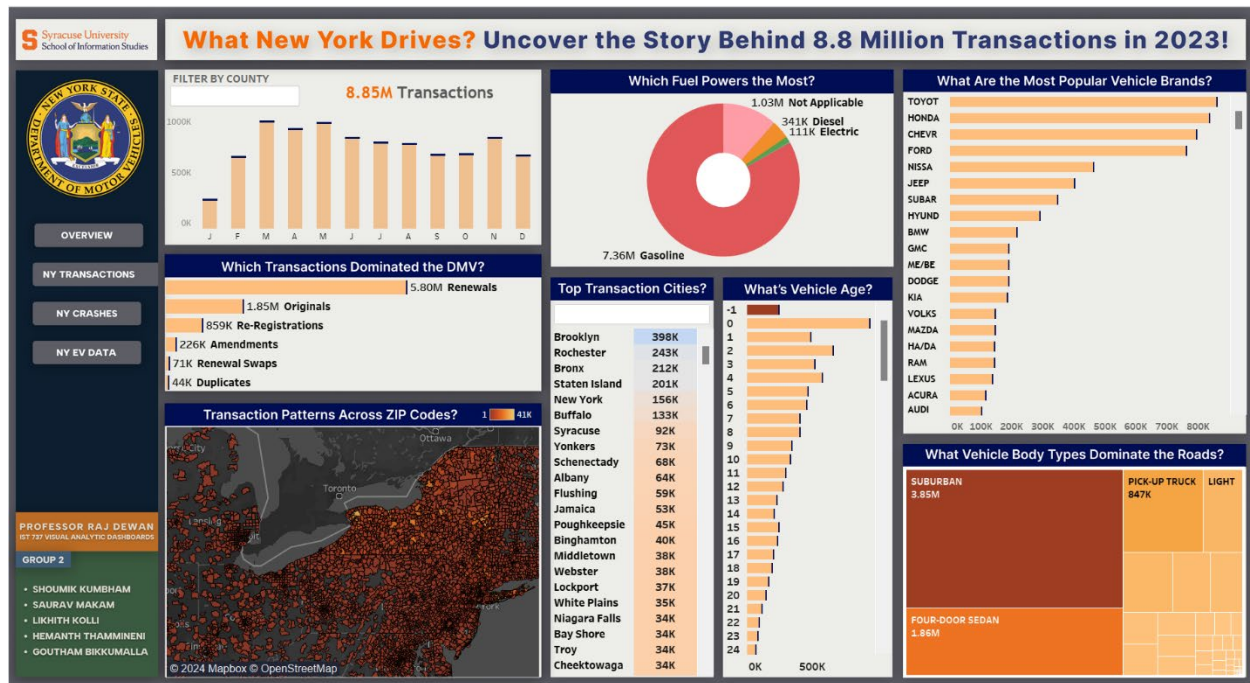 Syracuse University
School of Information Studies
What New York Drives? Uncover the Story Behind 8.8 Million Transactions in 2023!
NEW YORK STATE
DEPARTMENT OF MOTOR VEHICLES
OVERVIEW
NY TRANSACTIONS
NY CRASHES
NY EV DATA
PROFESSOR RAJ DEWAN
IST 737 VISUAL ANALYTIC DASHBOARDS
GROUP 2
• SHOUMIK KUMBHAM
• SAURAV MAKAM
• LIKHITH KOLLI
• HEMANTH THAMMINENI
• GOUTHAM BIKKUMALLA
FILTER BY COUNTY
8.85M Transactions
1000K
500K
0K
J F M A M J J A S O N D
Which Transactions Dominated the DMV?
5.80M Renewals
1.85M Originals
859K Re-Registrations
226K Amendments
71K Renewal Swaps
44K Duplicates
Transaction Patterns Across ZIP Codes?
1 41K
Ottawa
Toronto
© 2024 Mapbox © OpenStreetMap
Which Fuel Powers the Most?
1.03M Not Applicable
341K Diesel
111K Electric
7.36M Gasoline
Top Transaction Cities?
Brooklyn 398K
Rochester 243K
Bronx 212K
Staten Island 201K
New York 156K
Buffalo 133K
Syracuse 92K
Yonkers 73K
Schenectady 68K
Albany 64K
Flushing 59K
Jamaica 53K
Poughkeepsie 45K
Binghamton 40K
Middletown 38K
Webster 38K
Lockport 37K
White Plains 35K
Niagara Falls 34K
Bay Shore 34K
Troy 34K
Cheektowaga 34K
What's Vehicle Age?
-1
0
1
2
3
4
5
6
7
8
9
10
11
12
13
14
15
16
17
18
19
20
21
22
23
24
0K 500K
What Are the Most Popular Vehicle Brands?
TOYOT
HONDA
CHEVR
FORD
NISSA
JEEP
SUBAR
HYUND
BMW
GMC
ME/BE
DODGE
KIA
VOLKS
MAZDA
HA/DA
RAM
LEXUS
ACURA
AUDI
0K 100K 200K 300K 400K 500K 600K 700K 800K
What Vehicle Body Types Dominate the Roads?
SUBURBAN
3.85M
PICK-UP TRUCK
847K
LIGHT
FOUR-DOOR SEDAN
1.86M